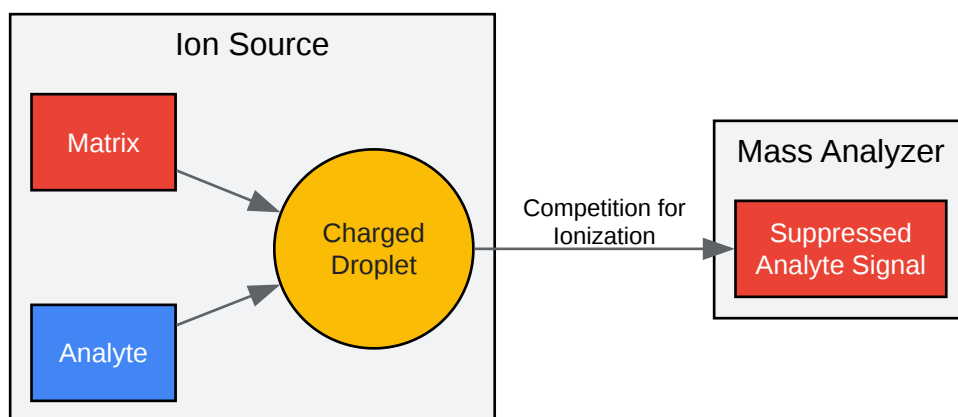 Ion Source
Matrix
Analyte
Charged
Droplet
Competition for
Ionization
Mass Analyzer
Suppressed
Analyte Signal